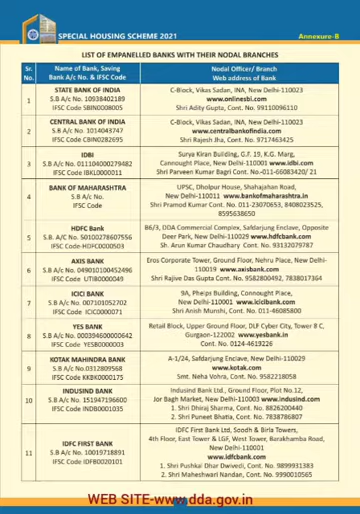 SPECIAL HOUSING SCHEME 2021
Annexure-B
LIST OF EMPANELLED BANKS WITH THEIR NODAL BRANCHES
Sr. No.
Name of Bank, Saving Bank A/c No. & IFSC Code
Nodal Officer/ Branch Web address of Bank
1
STATE BANK OF INDIA
S.B A/c No. 10938402189
IFSC Code SBIN0008005
C-Block, Vikas Sadan, INA, New Delhi-110023
www.onlinesbi.com
Shri Adity Gupta, Cont. No. 99110096110
2
CENTRAL BANK OF INDIA
S.B A/c No. 1014043747
IFSC Code CBIN0282695
C-Block, Vikas Sadan, INA, New Delhi-110023
www.centralbankofindia.com
Shri Rajesh Jha, Cont. No. 9717463425
3
IDBI
S.B A/c No. 011104000279482
IFSC Code IBKL0000011
Surya Kiran Building, G.F. 19, K.G. Marg,
Cannought Place, New Delhi-110001 www.idbi.com
Shri Parveen Kumar Bagri Cont. No.-011-66083420/ 21
4
BANK OF MAHARASHTRA
S.B A/c No.
IFSC Code
UPSC, Dholpur House, Shahajahan Road,
New Delhi-110011 www.bankofmaharashtra.in
Shri Pramod Kumar Cont. No. 011-23070653, 8408023525,
8595638650
5
HDFC Bank
S.B. A/C No. 50100278607556
IFSC Code-HDFC0000503
B6/3, DDA Commercial Complex, Safdarjung Enclave, Opposite
Deer Park, New Delhi-110029 www.hdfcbank.com
Sh. Arun Kumar Chaudhary Cont. No. 93132079787
6
AXIS BANK
S.B A/c No. 049010100452496
IFSC Code UTIB0000049
Eros Corporate Tower, Ground Floor, Nehru Place, New Delhi-
110019 www.axisbank.com
Shri Rajive Das Gupta Cont. No. 9582800492, 7838017364
7
ICICI BANK
S.B A/c No. 007101052702
IFSC Code ICIC0000071
9A, Phelps Building, Connaught Place,
New Delhi-110001 www.icicibank.com
Shri Anish Munshi, Cont. No. 011-46085800
8
YES BANK
S.B A/c No. 000394600000642
IFSC Code YESB0000003
Retail Block, Upper Ground Floor, DLF Cyber City, Tower 8 C,
Gurgaon-122002 www.yesbank.in
Cont. No. 0124-4619226
9
KOTAK MAHINDRA BANK
S.B A/c No.0312809568
IFSC Code KKBK0000175
A-1/24, Safdarjung Enclave, New Delhi-110029
www.kotak.com
Smt. Neha Vohra, Cont. No. 9582218058
10
INDUSIND BANK
S.B A/c No. 151947196600
IFSC Code INDB0001035
Indusind Bank Ltd., Ground Floor, Plot No.12,
Jor Bagh Market, New Delhi-110003 www.indusind.com
1. Shri Dhiraj Sharma, Cont. No. 8826200440
2. Shri Puneet Bhatia, Cont. No. 7838786807
11
IDFC FIRST BANK
S.B A/c No. 10019718891
IFSC Code IDFB0020101
IDFC First Bank Ltd, Soodh & Birla Towers,
4th Floor, East Tower & LGF, West Tower, Barakhamba Road,
New Delhi-110001
www.idfcbank.com
1. Shri Pushkal Dhar Dwivedi, Cont. No. 9899931383
2. Shri Maheshwari Nandan, Cont. No. 9990010565
WEB SITE-www.dda.gov.in